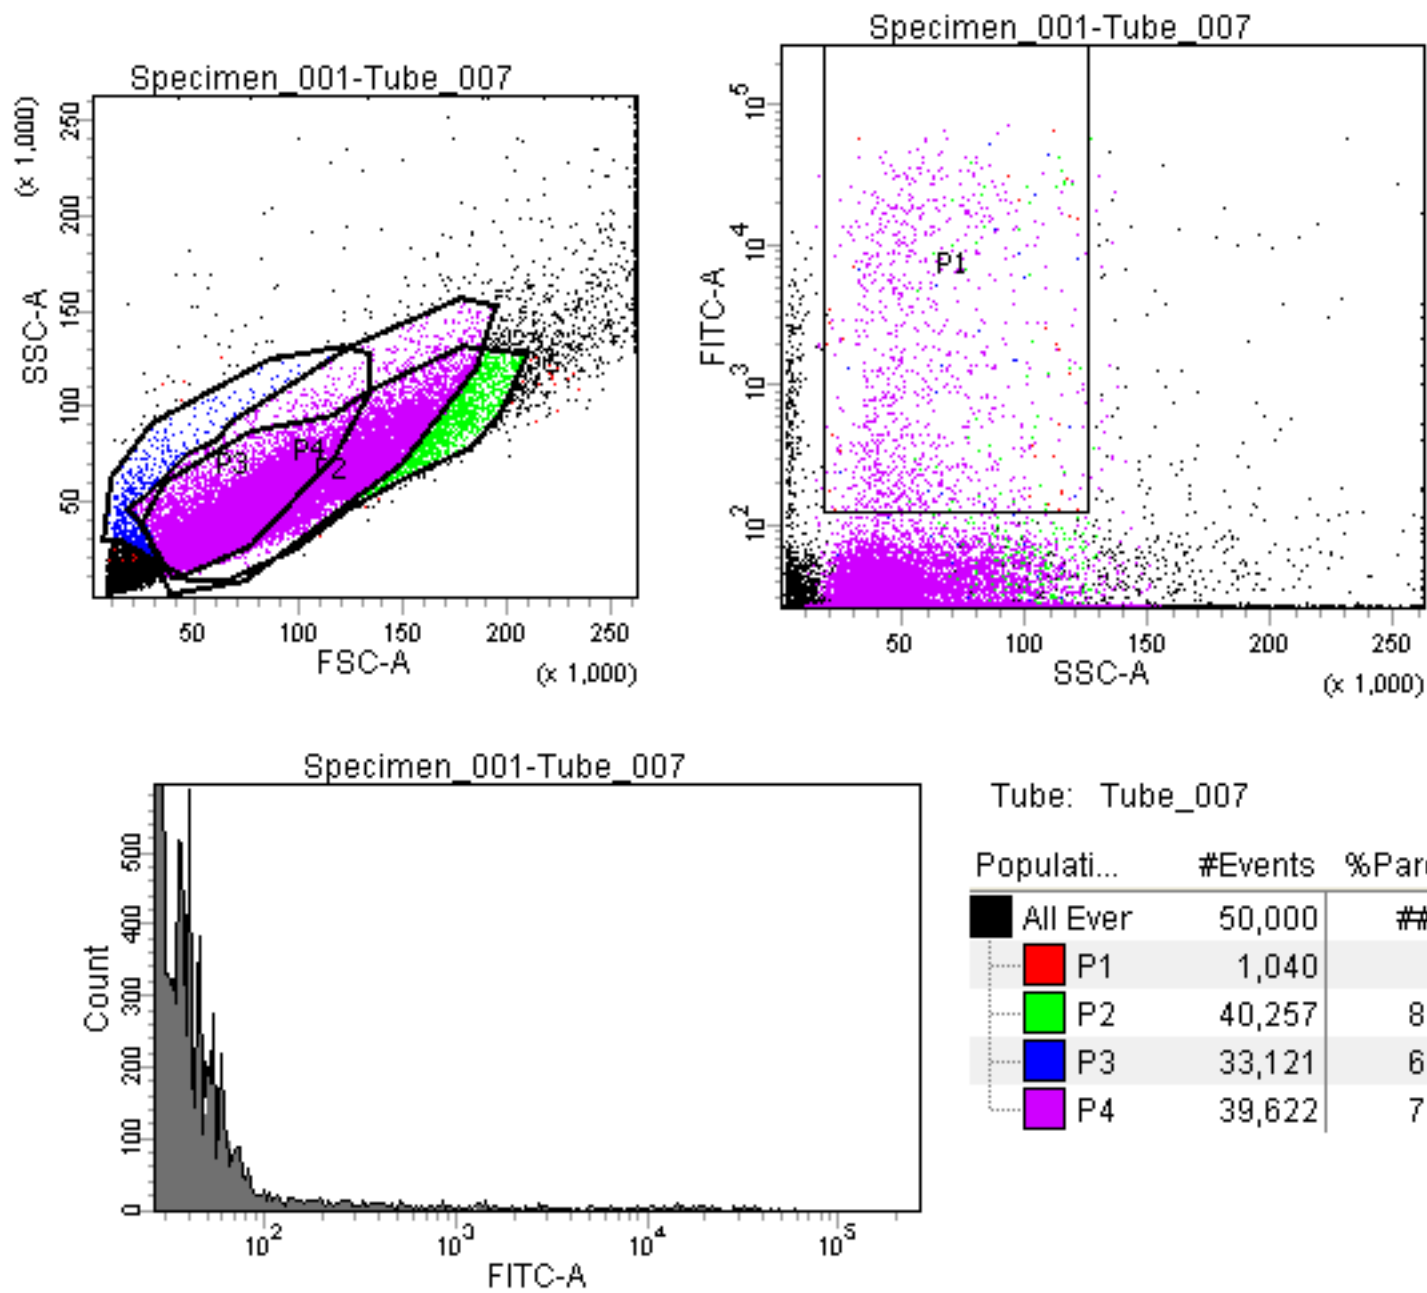 Specimen_001-Tube_007
(x 1,000)
SSC-A
250
200
150
100
50
P3
P4
P2
50 100 150 200 250
FSC-A
(x 1,000)
Specimen_001-Tube_007
FITC-A
10^5
10^4
10^3
10^2
P1
50 100 150 200 250
SSC-A
(x 1,000)
Specimen_001-Tube_007
Count
500
400
300
200
100
0
10^2 10^3 10^4 10^5
FITC-A
Tube: Tube_007
Populati... #Events %Pare
All Ever 50,000 ##
P1 1,040
P2 40,257 8
P3 33,121 6
P4 39,622 7